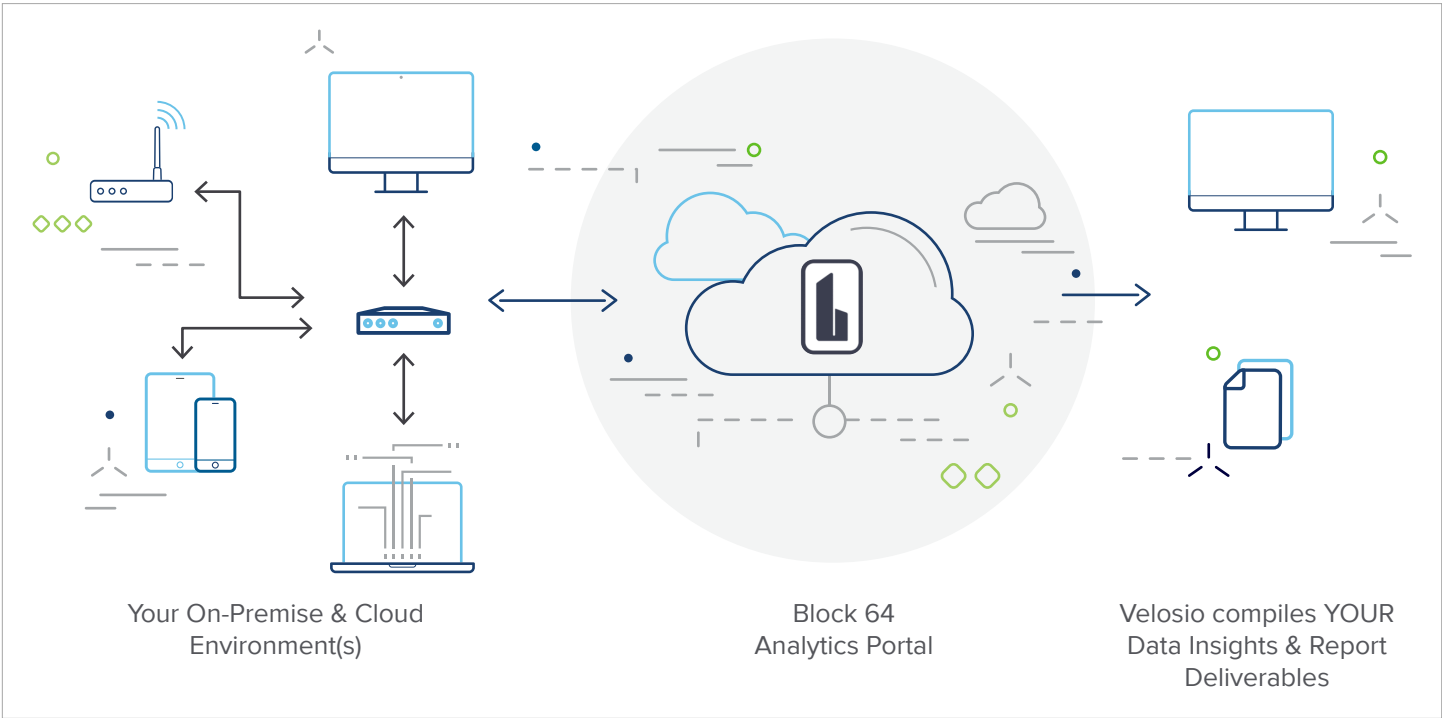 Your On-Premise & Cloud
Environment(s)
Block 64
Analytics Portal
Velosio compiles YOUR
Data Insights & Report
Deliverables